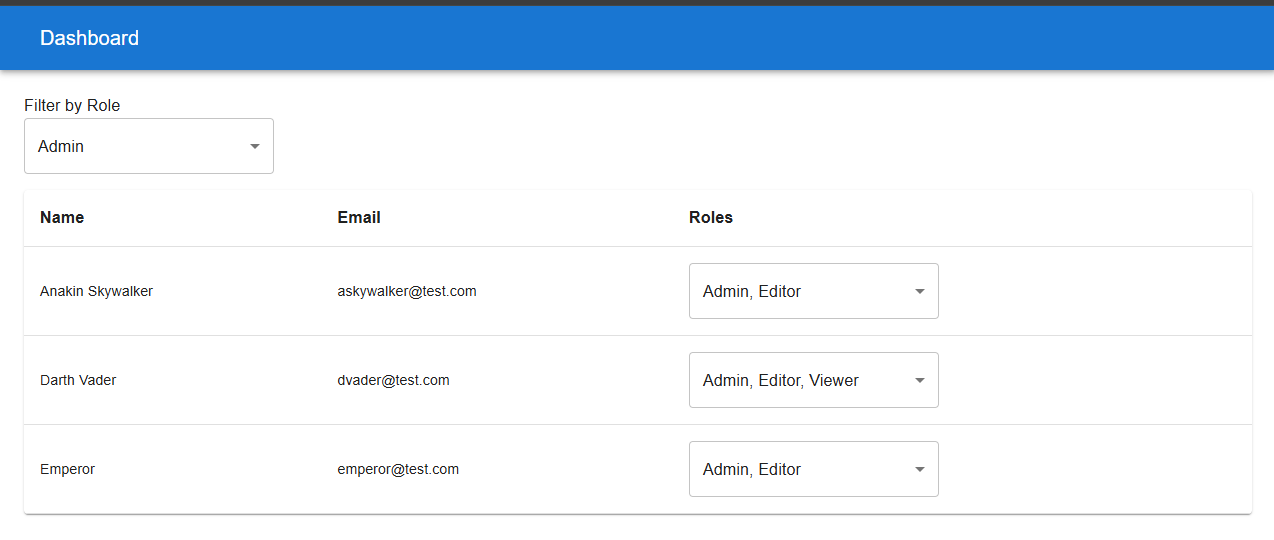 Dashboard
Filter by Role
Admin
Name Email Roles
Anakin Skywalker askywalker@test.com Admin, Editor
Darth Vader dvader@test.com Admin, Editor, Viewer
Emperor emperor@test.com Admin, Editor